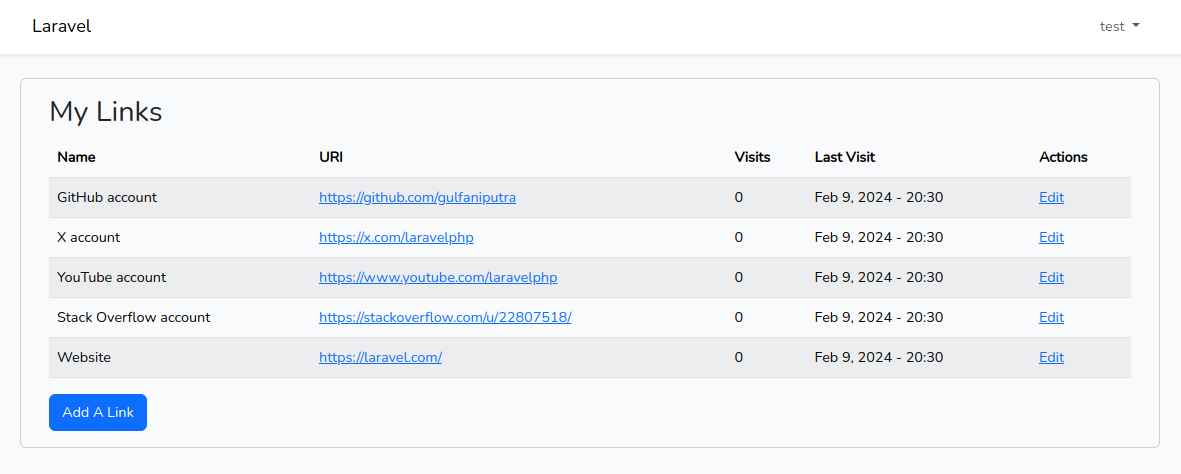 Laravel test
My Links
Name URI Visits Last Visit Actions
GitHub account https://github.com/gulfaniputra 0 Feb 9, 2024 - 20:30 Edit
X account https://x.com/laravelphp 0 Feb 9, 2024 - 20:30 Edit
YouTube account https://www.youtube.com/laravelphp 0 Feb 9, 2024 - 20:30 Edit
Stack Overflow account https://stackoverflow.com/u/22807518/ 0 Feb 9, 2024 - 20:30 Edit
Website https://laravel.com/ 0 Feb 9, 2024 - 20:30 Edit
Add A Link